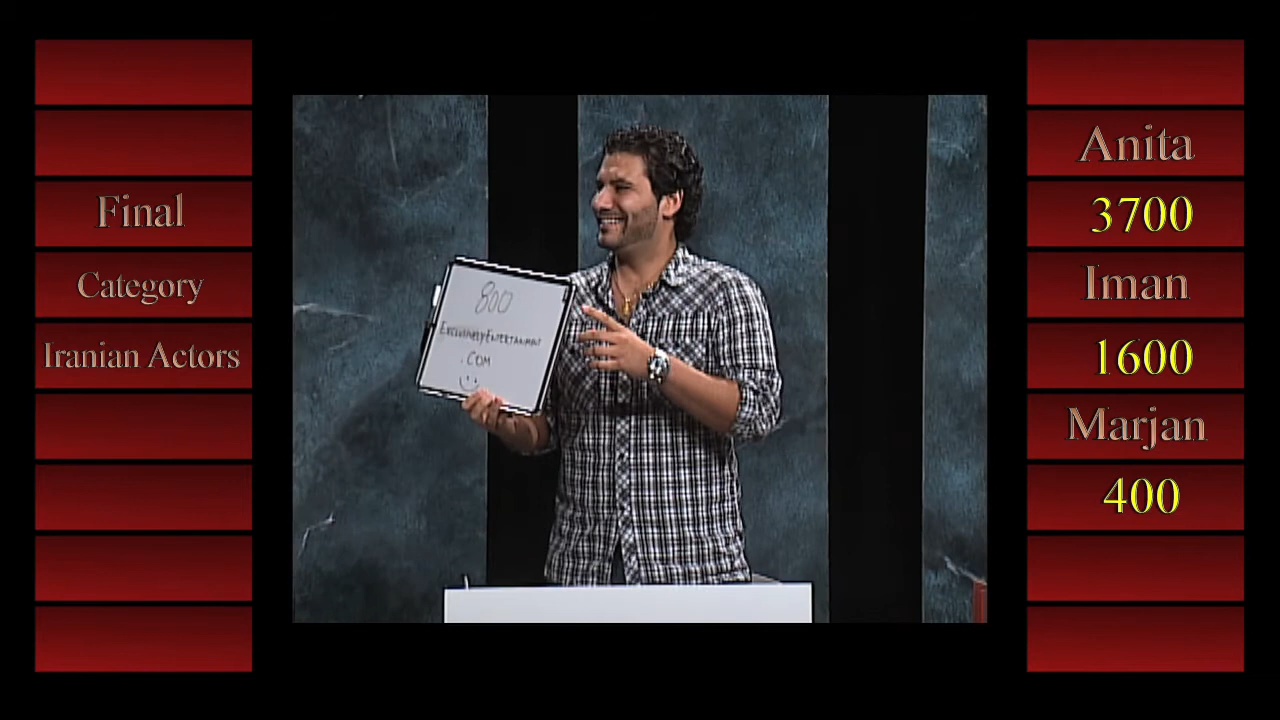 Final
Category
Iranian Actors
800
EXCLUSIVELYENTERTAINMENT
.COM
Anita
3700
Iman
1600
Marjan
400